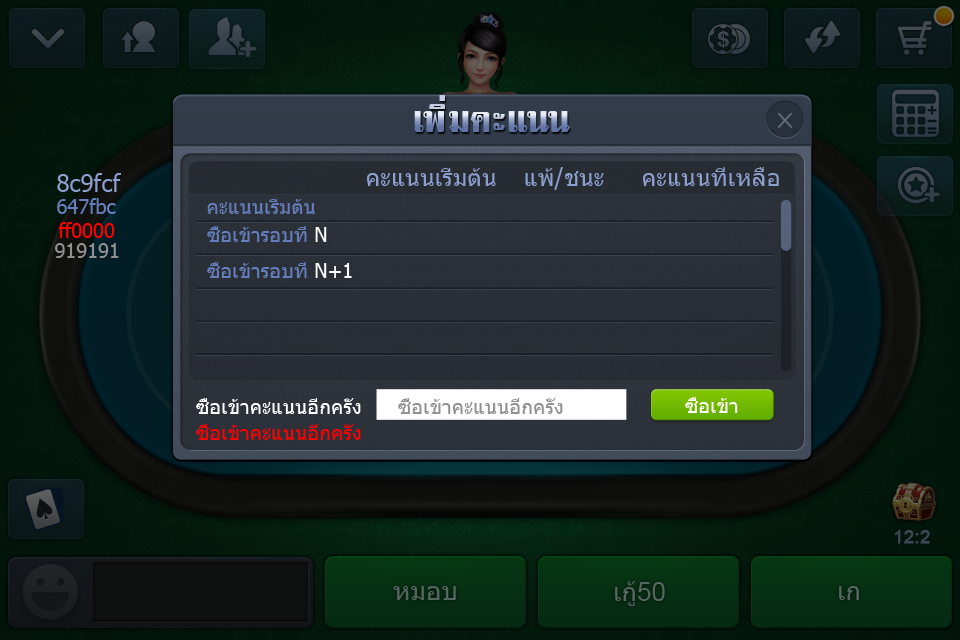 เพิ่มคะแนน
8c9fcf
647fbc
ff0000
919191
คะแนนเริ่มต้น แพ้/ชนะ คะแนนที่เหลือ
คะแนนเริ่มต้น
ซื้อเข้ารอบที่ N
ซื้อเข้ารอบที่ N+1
ซื้อเข้าคะแนนอีกครั้ง ซื้อเข้าคะแนนอีกครั้ง ซื้อเข้า
ซื้อเข้าคะแนนอีกครั้ง
12:2
หมอบ เกู้50 เก